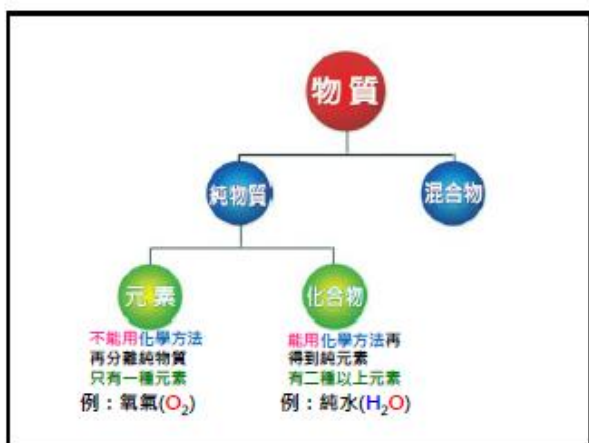 物質
純物質
混合物
元素
化合物
不能用化學方法
再分離純物質
只有一種元素
例：氧氣(O₂)
能用化學方法再
得到純元素
有二種以上元素
例：純水(H₂O)